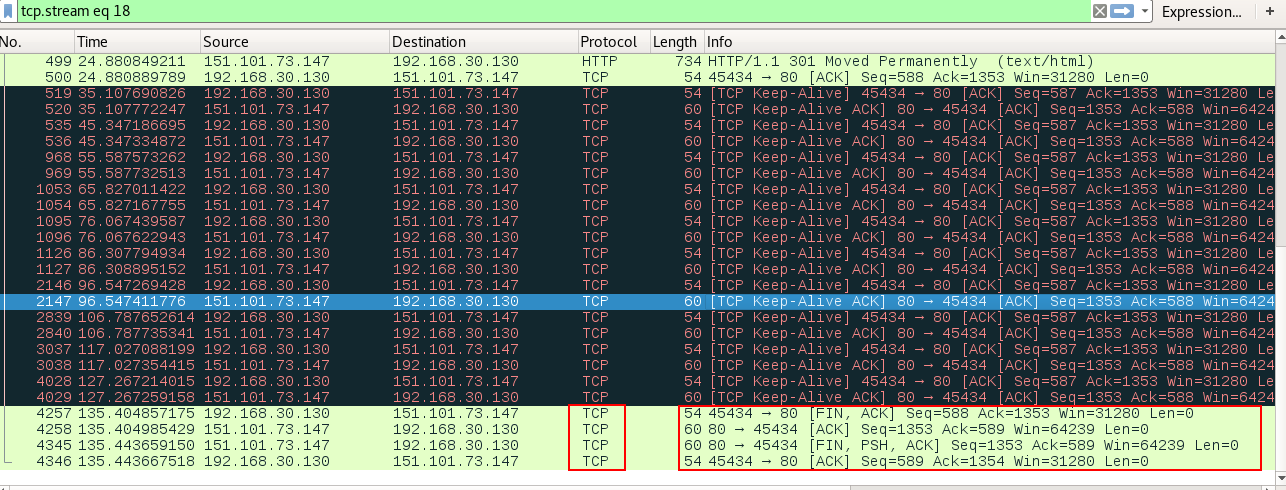 tcp.stream eq 18 Expression... +
No. Time Source Destination Protocol Length Info
499 24.880849211 151.101.73.147 192.168.30.130 HTTP 734 HTTP/1.1 301 Moved Permanently (text/html)
500 24.880889789 192.168.30.130 151.101.73.147 TCP 54 45434 → 80 [ACK] Seq=588 Ack=1353 Win=31280 Len=0
519 35.107690826 192.168.30.130 151.101.73.147 TCP 54 [TCP Keep-Alive] 45434 → 80 [ACK] Seq=587 Ack=1353 Win=31280 Le
520 35.107772247 151.101.73.147 192.168.30.130 TCP 60 [TCP Keep-Alive ACK] 80 → 45434 [ACK] Seq=1353 Ack=588 Win=6424
535 45.347186695 192.168.30.130 151.101.73.147 TCP 54 [TCP Keep-Alive] 45434 → 80 [ACK] Seq=587 Ack=1353 Win=31280 Le
536 45.347334872 151.101.73.147 192.168.30.130 TCP 60 [TCP Keep-Alive ACK] 80 → 45434 [ACK] Seq=1353 Ack=588 Win=6424
968 55.587573262 192.168.30.130 151.101.73.147 TCP 54 [TCP Keep-Alive] 45434 → 80 [ACK] Seq=587 Ack=1353 Win=31280 Le
969 55.587732513 151.101.73.147 192.168.30.130 TCP 60 [TCP Keep-Alive ACK] 80 → 45434 [ACK] Seq=1353 Ack=588 Win=6424
1053 65.827011422 192.168.30.130 151.101.73.147 TCP 54 [TCP Keep-Alive] 45434 → 80 [ACK] Seq=587 Ack=1353 Win=31280 Le
1054 65.827167755 151.101.73.147 192.168.30.130 TCP 60 [TCP Keep-Alive ACK] 80 → 45434 [ACK] Seq=1353 Ack=588 Win=6424
1095 76.067439587 192.168.30.130 151.101.73.147 TCP 54 [TCP Keep-Alive] 45434 → 80 [ACK] Seq=587 Ack=1353 Win=31280 Le
1096 76.067622943 151.101.73.147 192.168.30.130 TCP 60 [TCP Keep-Alive ACK] 80 → 45434 [ACK] Seq=1353 Ack=588 Win=6424
1126 86.307794934 192.168.30.130 151.101.73.147 TCP 54 [TCP Keep-Alive] 45434 → 80 [ACK] Seq=587 Ack=1353 Win=31280 Le
1127 86.308895152 151.101.73.147 192.168.30.130 TCP 60 [TCP Keep-Alive ACK] 80 → 45434 [ACK] Seq=1353 Ack=588 Win=6424
2146 96.547269428 192.168.30.130 151.101.73.147 TCP 54 [TCP Keep-Alive] 45434 → 80 [ACK] Seq=587 Ack=1353 Win=31280 Le
2147 96.547411776 151.101.73.147 192.168.30.130 TCP 60 [TCP Keep-Alive ACK] 80 → 45434 [ACK] Seq=1353 Ack=588 Win=6424
2839 106.787652614 192.168.30.130 151.101.73.147 TCP 54 [TCP Keep-Alive] 45434 → 80 [ACK] Seq=587 Ack=1353 Win=31280 Le
2840 106.787735341 151.101.73.147 192.168.30.130 TCP 60 [TCP Keep-Alive ACK] 80 → 45434 [ACK] Seq=1353 Ack=588 Win=6424
3037 117.027088199 192.168.30.130 151.101.73.147 TCP 54 [TCP Keep-Alive] 45434 → 80 [ACK] Seq=587 Ack=1353 Win=31280 Le
3038 117.027354415 151.101.73.147 192.168.30.130 TCP 60 [TCP Keep-Alive ACK] 80 → 45434 [ACK] Seq=1353 Ack=588 Win=6424
4028 127.267214015 192.168.30.130 151.101.73.147 TCP 54 [TCP Keep-Alive] 45434 → 80 [ACK] Seq=587 Ack=1353 Win=31280 Le
4029 127.267259158 151.101.73.147 192.168.30.130 TCP 60 [TCP Keep-Alive ACK] 80 → 45434 [ACK] Seq=1353 Ack=588 Win=6424
4257 135.404857175 192.168.30.130 151.101.73.147 TCP 54 45434 → 80 [FIN, ACK] Seq=588 Ack=1353 Win=31280 Len=0
4258 135.404985429 151.101.73.147 192.168.30.130 TCP 60 80 → 45434 [ACK] Seq=1353 Ack=589 Win=64239 Len=0
4345 135.443659150 151.101.73.147 192.168.30.130 TCP 60 80 → 45434 [FIN, PSH, ACK] Seq=1353 Ack=589 Win=64239 Len=0
4346 135.443667518 192.168.30.130 151.101.73.147 TCP 54 45434 → 80 [ACK] Seq=589 Ack=1354 Win=31280 Len=0